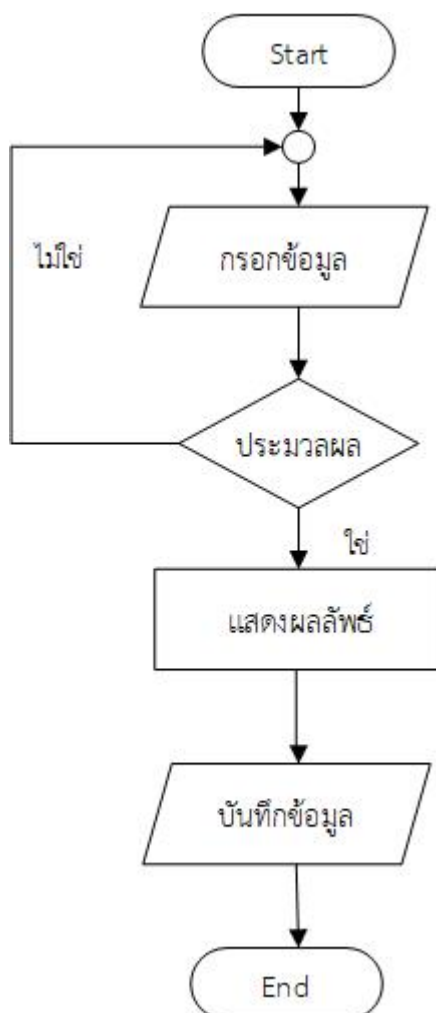 Start
ไม่ใช่
กรอกข้อมูล
ประมวลผล
ใช่
แสดงผลลัพธ์
บันทึกข้อมูล
End